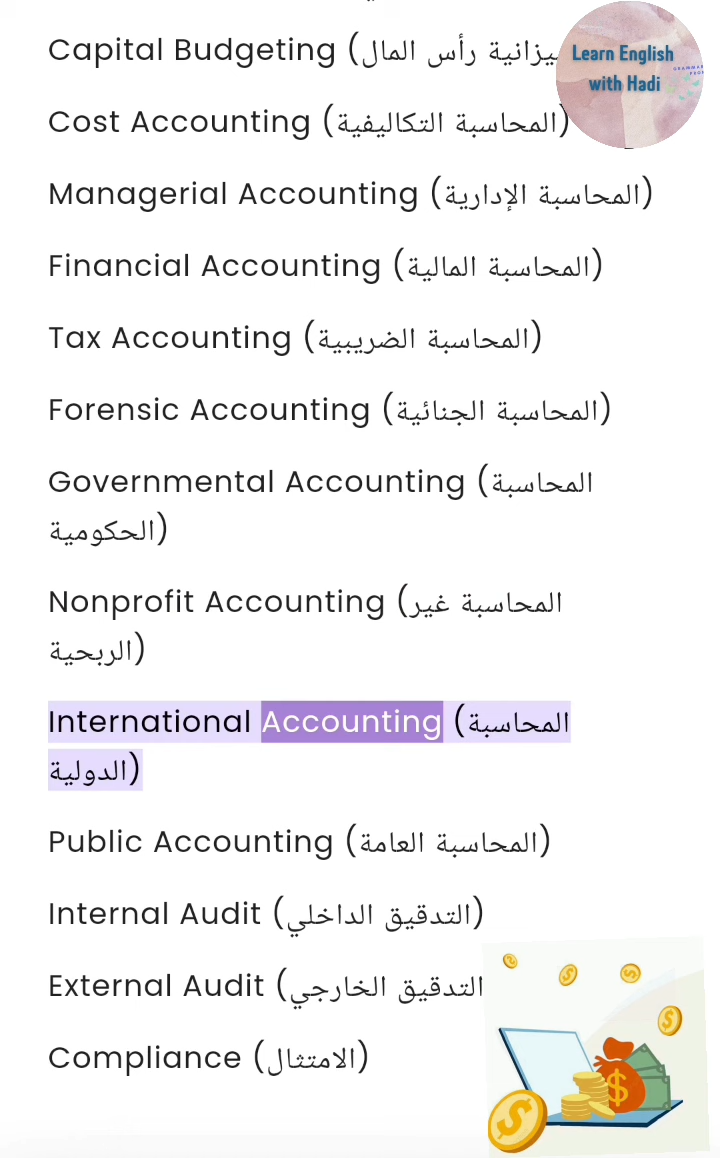 Capital Budgeting (يزانية رأس المال
Learn English
with Hadi
Cost Accounting (المحاسبة التكاليفية)
Managerial Accounting (المحاسبة الإدارية)
Financial Accounting (المحاسبة المالية)
Tax Accounting (المحاسبة الضريبية)
Forensic Accounting (المحاسبة الجنائية)
Governmental Accounting (المحاسبة
الحكومية)
Nonprofit Accounting (المحاسبة غير
الربحية)
International Accounting (المحاسبة
الدولية)
Public Accounting (المحاسبة العامة)
Internal Audit (التدقيق الداخلي)
External Audit (التدقيق الخارجي
Compliance (الامتثال)